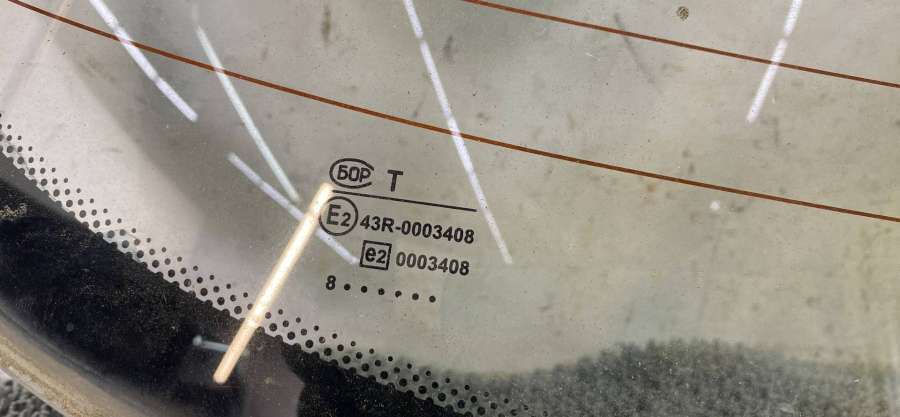 БОР T
E2 43R-0003408
e2 0003408
8 ● ● ● ● ● ●